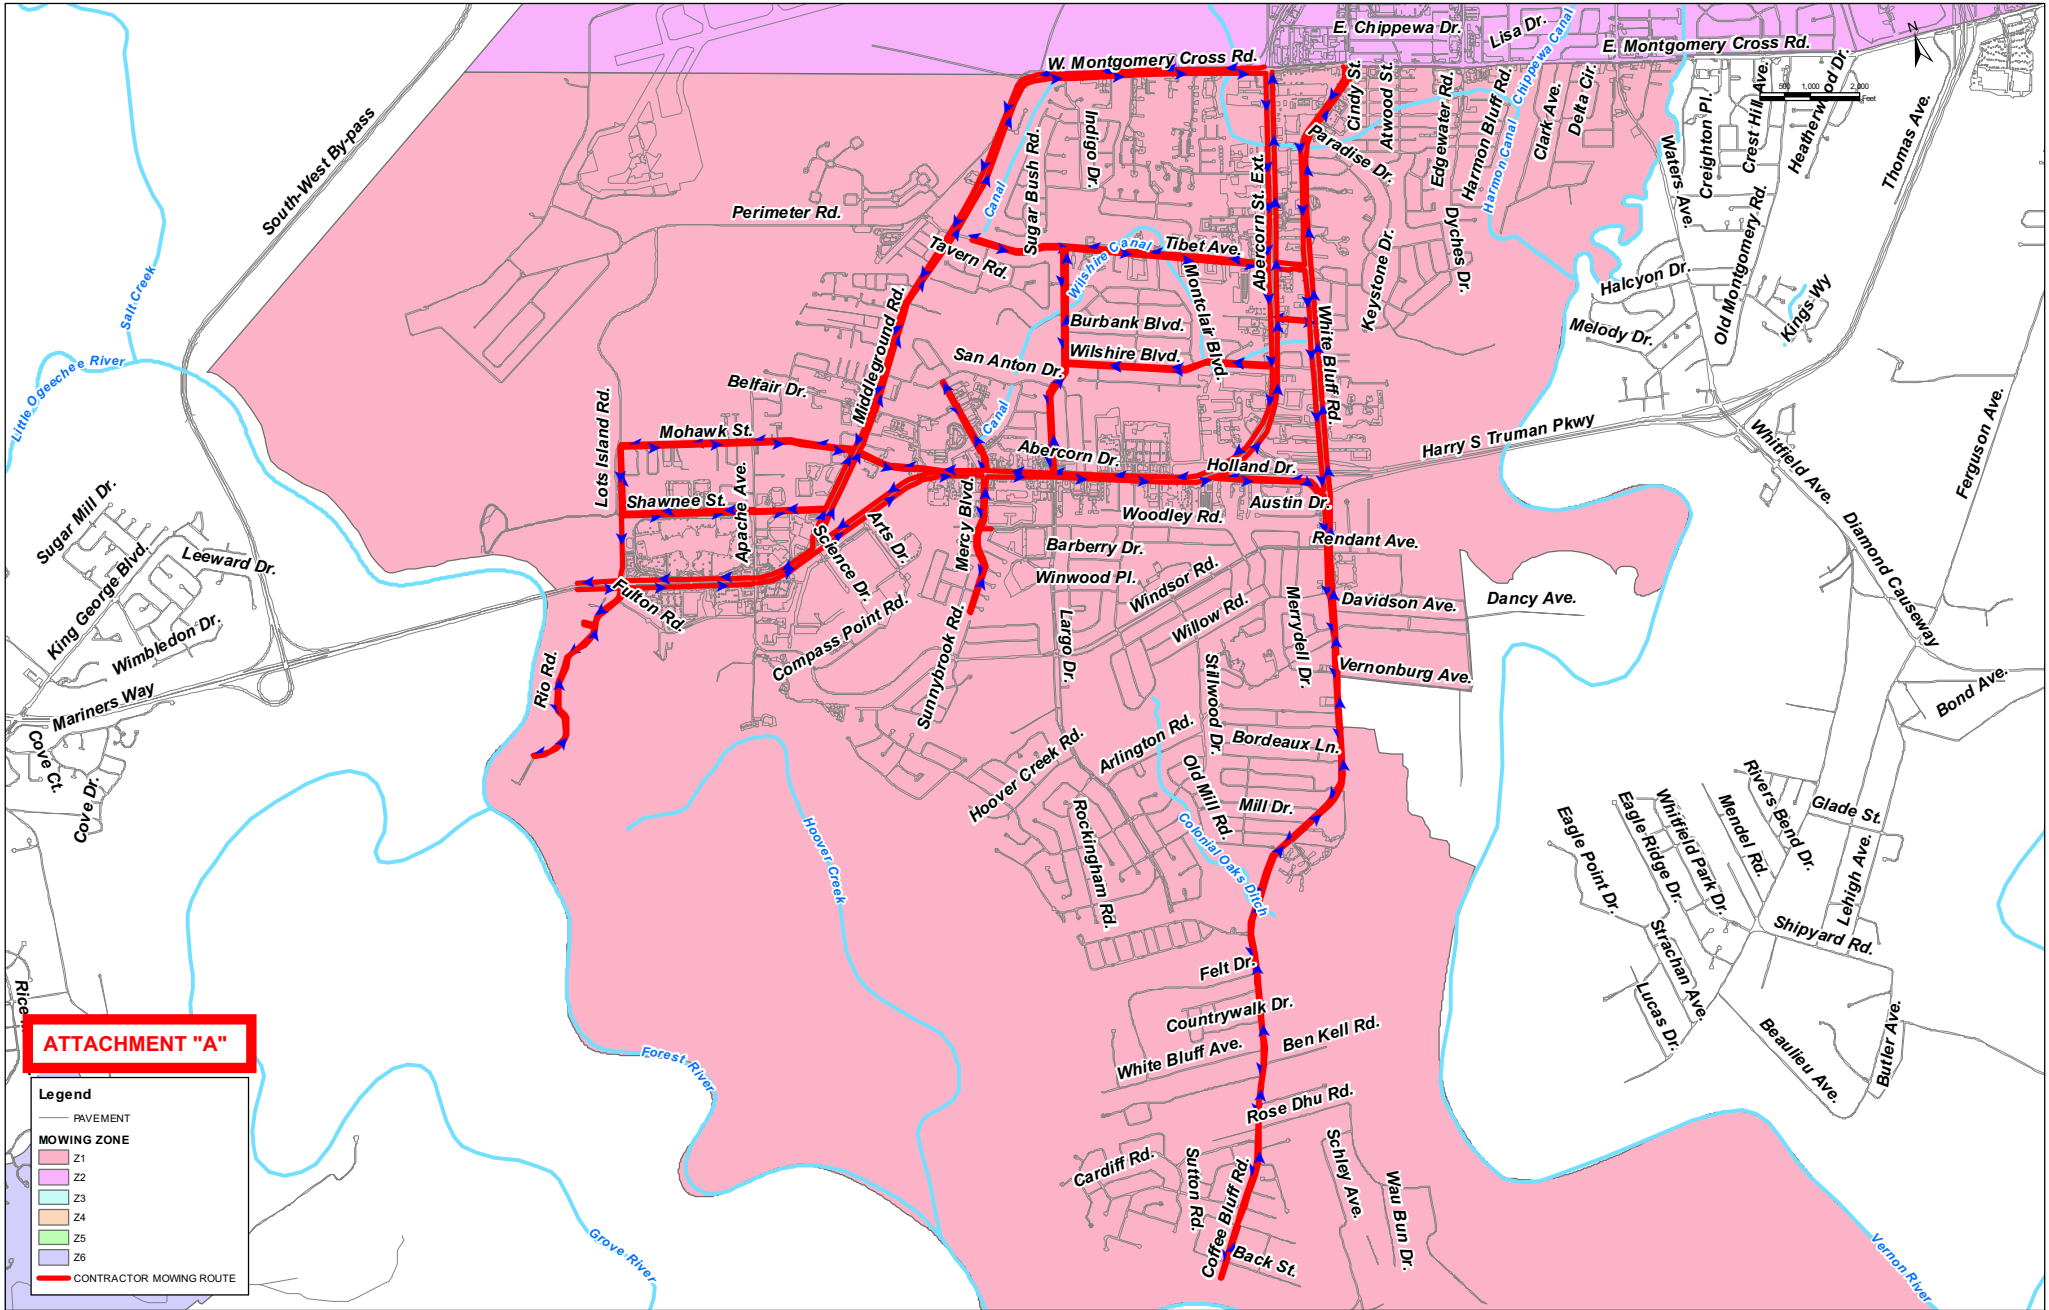 E. Chippewa Dr.
Lisa Dr.
E. Montgomery Cross Rd.
W. Montgomery Cross Rd.
Chippewa Canal
Harmon Canal
N
500 1,000 2,000
Feet
South-West By-pass
Cindy St.
Atwood St.
Edgewater Rd.
Harmon Bluff Rd.
Clark Ave.
Delta Cir.
Waters Ave.
Creighton Pl.
Crest Hill Ave.
Heatherwood Dr.
Thomas Ave.
Indigo Dr.
Sugar Bush Rd.
Canal
Paradise Dr.
Abercorn St. Ext.
Perimeter Rd.
Tavern Rd.
Tibet Ave.
Wilshire Canal
Montclair Blvd.
Keystone Dr.
Dyches Dr.
Halcyon Dr.
Old Montgomery Rd.
Kings Wy
Melody Dr.
Salt Creek
Little Ogeechee River
Middleground Rd.
Burbank Blvd.
Wilshire Blvd.
San Anton Dr.
White Bluff Rd.
Belfair Dr.
Canal
Lots Island Rd.
Mohawk St.
Abercorn Dr.
Holland Dr.
Harry S Truman Pkwy
Whitfield Ave.
Ferguson Ave.
Shawnee St.
Apache Ave.
Mercy Blvd.
Woodley Rd.
Austin Dr.
Sugar Mill Dr.
King George Blvd.
Leeward Dr.
Science Dr.
Arts Dr.
Barberry Dr.
Rendant Ave.
Diamond Causeway
Winwood Pl.
Windsor Rd.
Fulton Rd.
Willow Rd.
Merrydell Dr.
Davidson Ave.
Dancy Ave.
Wimbledon Dr.
Compass Point Rd.
Sunnybrook Rd.
Largo Dr.
Vernonburg Ave.
Mariners Way
Rio Rd.
Stillwood Dr.
Bond Ave.
Cove Ct.
Cove Dr.
Hoover Creek Rd.
Arlington Rd.
Bordeaux Ln.
Old Mill Rd.
Mill Dr.
Rockingham Rd.
Colonial Oaks Ditch
Hoover Creek
Eagle Point Dr.
Eagle Ridge Dr.
Whitfield Park Dr.
Mendel Rd.
Rivers Bend Dr.
Glade St.
Lehigh Ave.
Shipyard Rd.
Strachan Ave.
Lucas Dr.
Beaulieu Ave.
Butler Ave.
Felt Dr.
Countrywalk Dr.
White Bluff Ave.
Ben Kell Rd.
Rose Dhu Rd.
Forest River
Cardiff Rd.
Sutton Rd.
Coffee Bluff Rd.
Schley Ave.
Wau Bun Dr.
Back St.
Grove River
Vernon River
Rice
ATTACHMENT "A"
Legend
PAVEMENT
MOWING ZONE
Z1
Z2
Z3
Z4
Z5
Z6
CONTRACTOR MOWING ROUTE